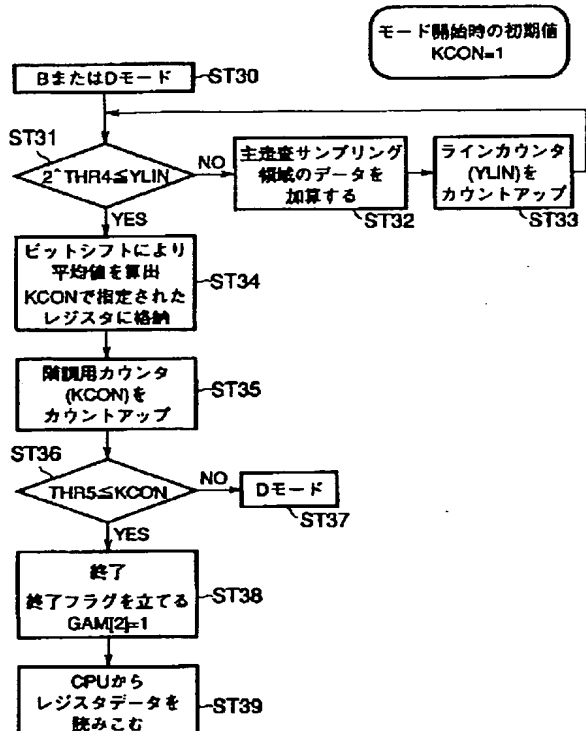 モード開始時の初期値
KCON=1
BまたはDモード
ST30
ST31
2^THR4≦YLIN
NO
YES
主走査サンプリング
領域のデータを
加算する
ST32
ラインカウンタ
(YLIN)を
カウントアップ
ST33
ビットシフトにより
平均値を算出
KCONで指定された
レジスタに格納
ST34
階調用カウンタ
(KCON)を
カウントアップ
ST35
ST36
THR5≦KCON
NO
YES
Dモード
ST37
終了
終了フラグを立てる
GAM[2]=1
ST38
CPUから
レジスタデータを
読みこむ
ST39